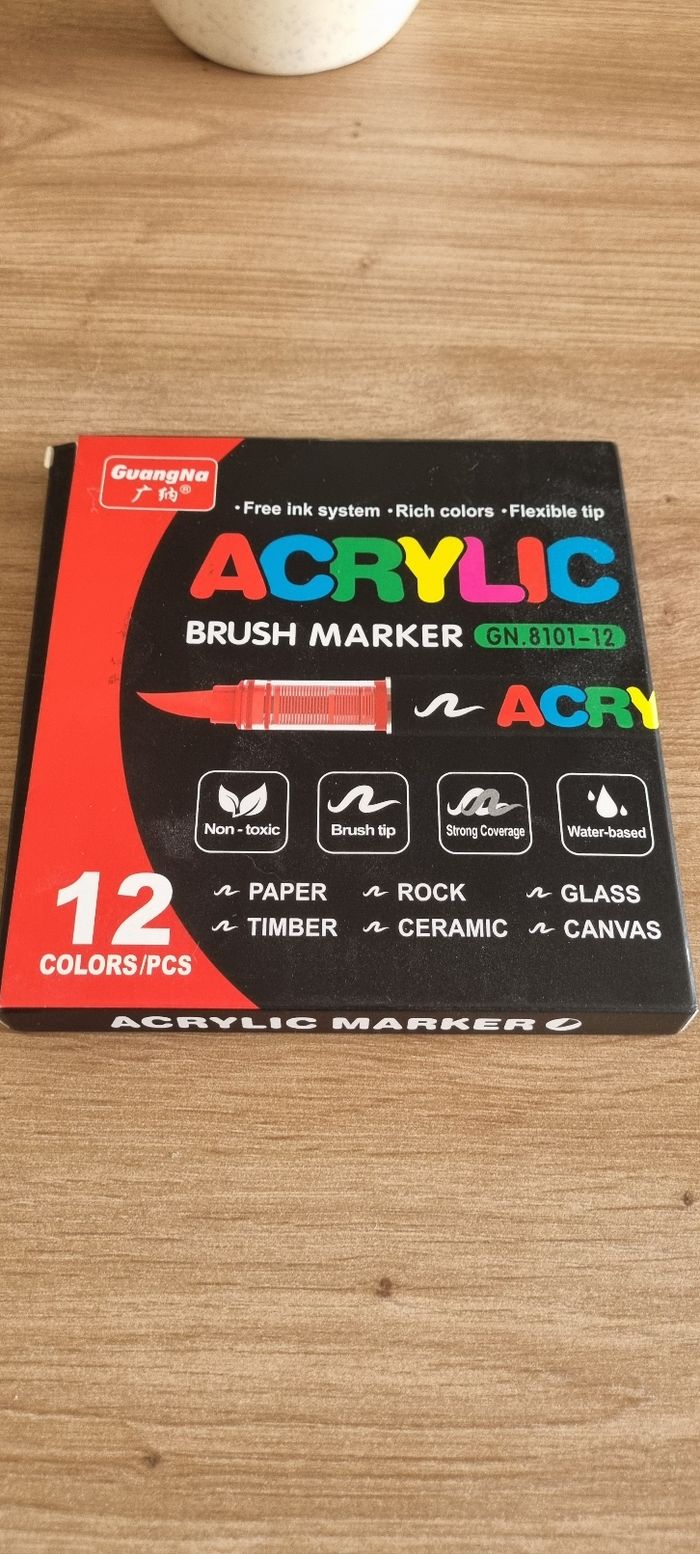 GuangNa
广纳®
·Free ink system ·Rich colors ·Flexible tip
ACRYLIC
BRUSH MARKER GN.8101-12
ACRY
Non-toxic
Brush tip
Strong Coverage
Water-based
12
COLORS/PCS
PAPER ROCK GLASS
TIMBER CERAMIC CANVAS
ACRYLIC MARKER